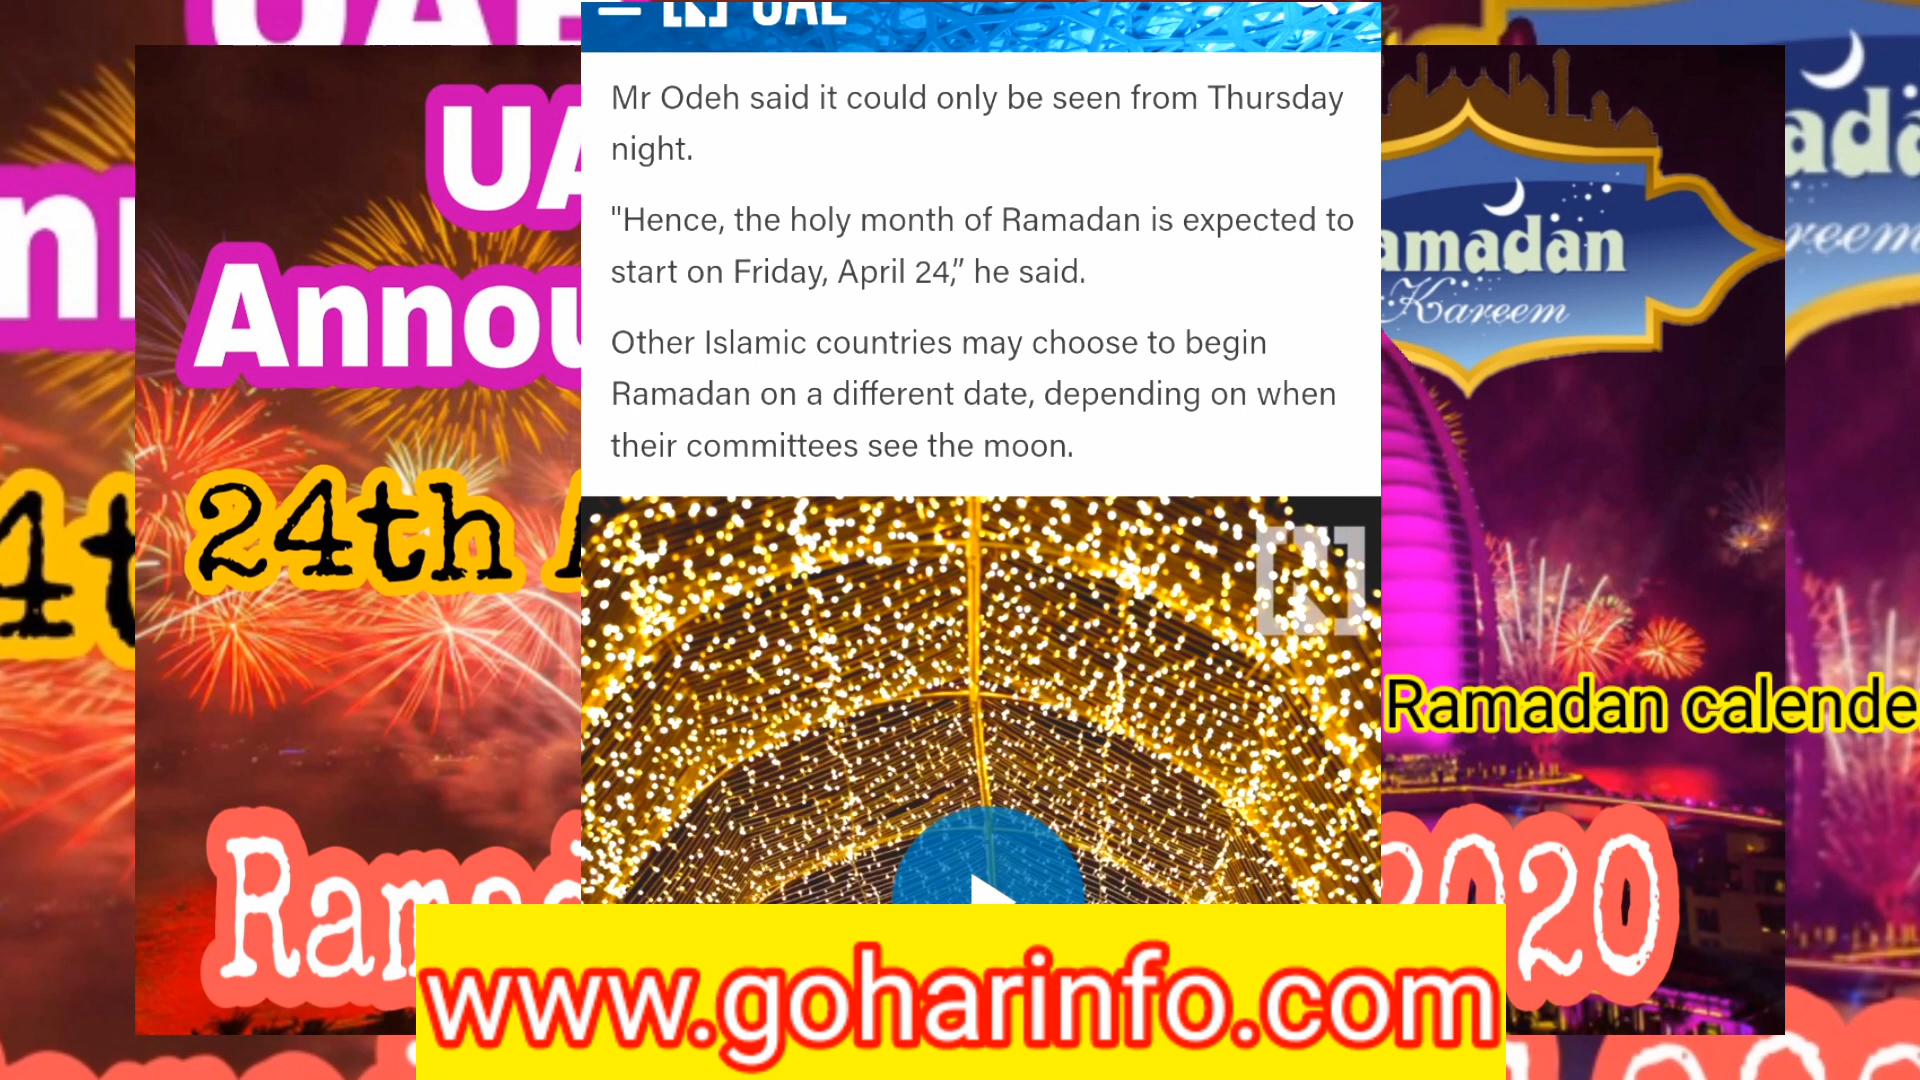 UAE
Mr Odeh said it could only be seen from Thursday
night.
"Hence, the holy month of Ramadan is expected to
start on Friday, April 24,” he said.
Other Islamic countries may choose to begin
Ramadan on a different date, depending on when
their committees see the moon.
UA
Annou
24th
Ramad
amadan
Kareem
Ramadan calende
2020
www.goharinfo.com